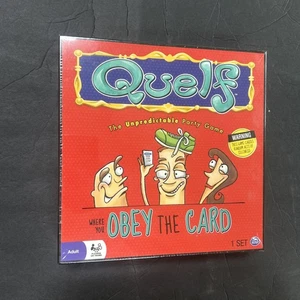 Quelf
The Unpredictable Party Game
WARNING
WHERE YOU OBEY THE CARD
Adult
1 SET